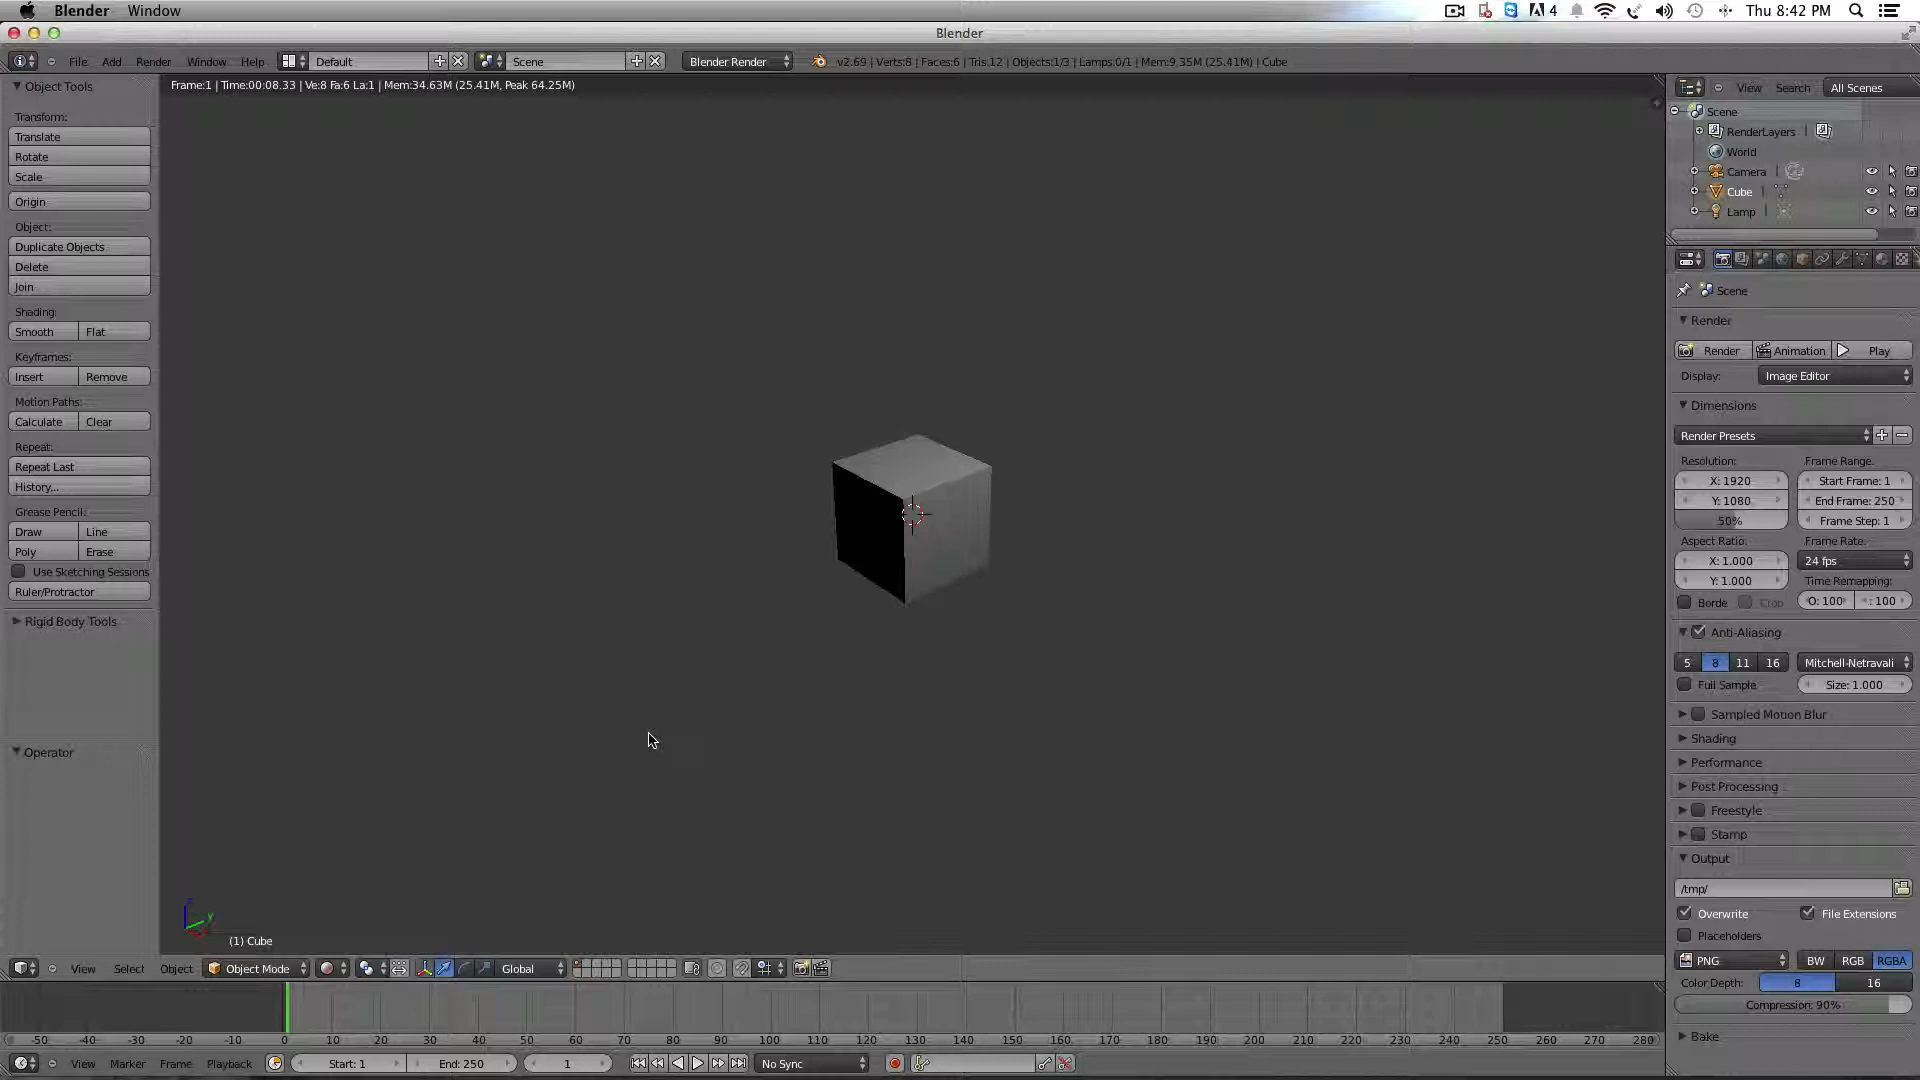 Blender Window 4 Thu 8:42 PM
Blender
File Add Render Window Help Default Scene Blender Render v2.69 | Verts:8 | Faces:6 | Tris:12 | Objects:1/3 | Lamps:0/1 | Mem:9.35M (25.41M) | Cube
Frame:1 | Time:00:08.33 | Ve:8 Fa:6 La:1 | Mem:34.63M (25.41M, Peak 64.25M)
Object Tools
Transform:
Translate
Rotate
Scale
Origin
Object:
Duplicate Objects
Delete
Join
Shading:
Smooth Flat
Keyframes:
Insert Remove
Motion Paths:
Calculate Clear
Repeat:
Repeat Last
History...
Grease Pencil:
Draw Line
Poly Erase
Use Sketching Sessions
Ruler/Protractor
Rigid Body Tools
Operator
z
y
(1) Cube
View Select Object Object Mode Global
-50 -40 -30 -20 -10 0 10 20 30 40 50 60 70 80 90 100 110 120 130 140 150 160 170 180 190 200 210 220 230 240 250 260 270 280
View Marker Frame Playback Start: 1 End: 250 1 No Sync
View Search All Scenes
Scene
RenderLayers |
World
Camera |
Cube |
Lamp |
Scene
Render
Render Animation Play
Display: Image Editor
Dimensions
Render Presets
Resolution: Frame Range:
X: 1920 Start Frame: 1
Y: 1080 End Frame: 250
50% Frame Step: 1
Aspect Ratio: Frame Rate:
X: 1.000 24 fps
Y: 1.000 Time Remapping:
Borde Crop O: 100 : 100
Anti-Aliasing
5 8 11 16 Mitchell-Netravali
Full Sample Size: 1.000
Sampled Motion Blur
Shading
Performance
Post Processing
Freestyle
Stamp
Output
/tmp/
Overwrite File Extensions
Placeholders
PNG BW RGB RGBA
Color Depth: 8 16
Compression: 90%
Bake